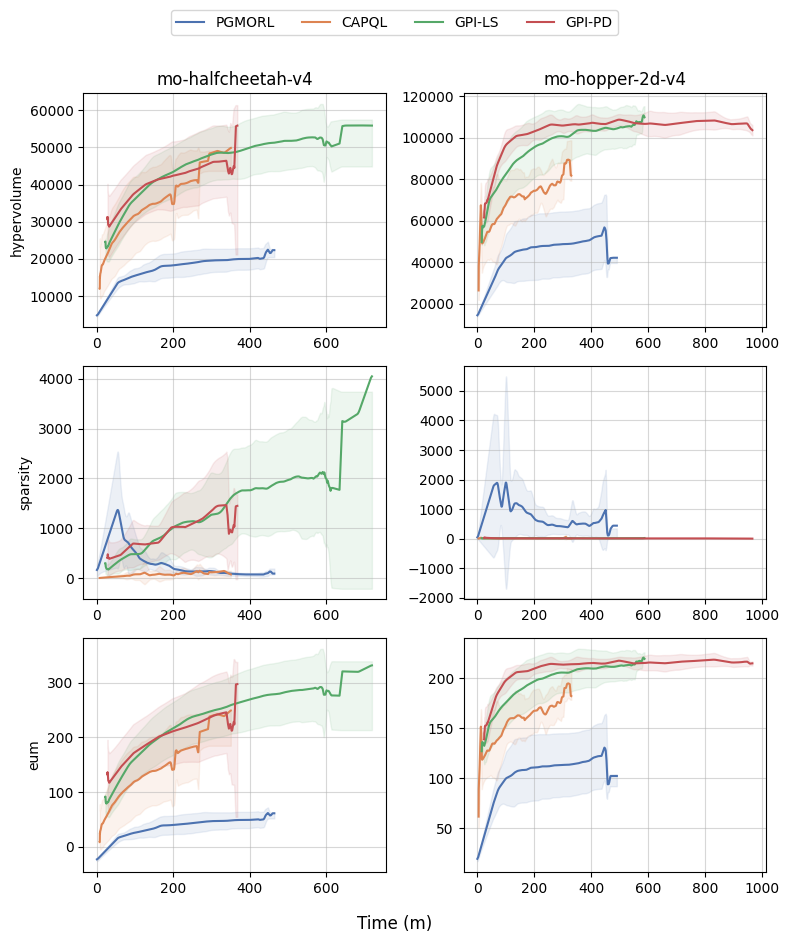 PGMORL CAPQL GPI-LS GPI-PD
mo-halfcheetah-v4 mo-hopper-2d-v4
hypervolume
60000
50000
40000
30000
20000
10000
0 200 400 600
120000
100000
80000
60000
40000
20000
0 200 400 600 800 1000
sparsity
4000
3000
2000
1000
0
0 200 400 600
5000
4000
3000
2000
1000
0
−1000
−2000
0 200 400 600 800 1000
eum
300
200
100
0
0 200 400 600
200
150
100
50
0 200 400 600 800 1000
Time (m)